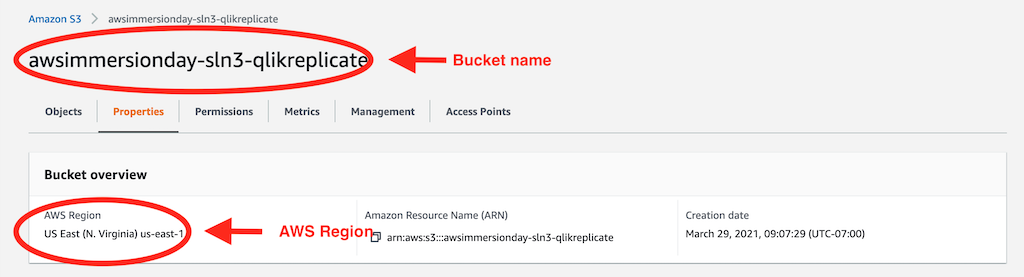 Amazon S3 > awsimmersionday-sln3-qlikreplicate
awsimmersionday-sln3-qlikreplicate
Bucket name
Objects Properties Permissions Metrics Management Access Points
Bucket overview
AWS Region Amazon Resource Name (ARN) Creation date
US East (N. Virginia) us-east-1 AWS Region arn:aws:s3:::awsimmersionday-sln3-qlikreplicate March 29, 2021, 09:07:29 (UTC-07:00)